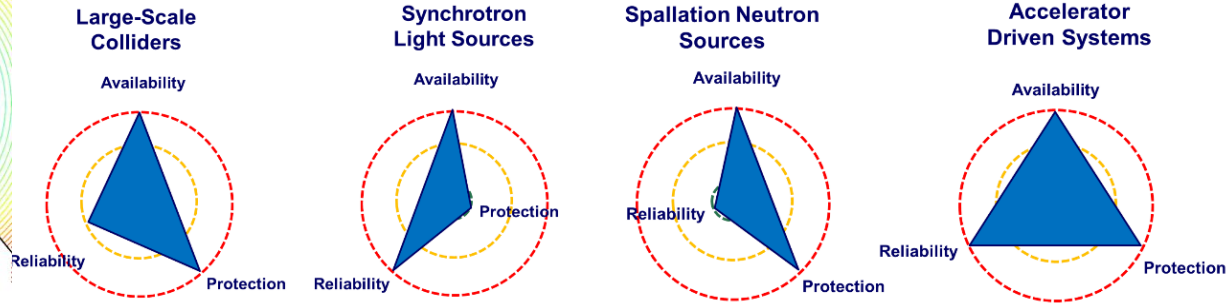 Large-Scale
Colliders
Availability
Reliability
Protection
Synchrotron
Light Sources
Availability
Protection
Reliability
Spallation Neutron
Sources
Availability
Reliability
Protection
Accelerator
Driven Systems
Availability
Reliability
Protection